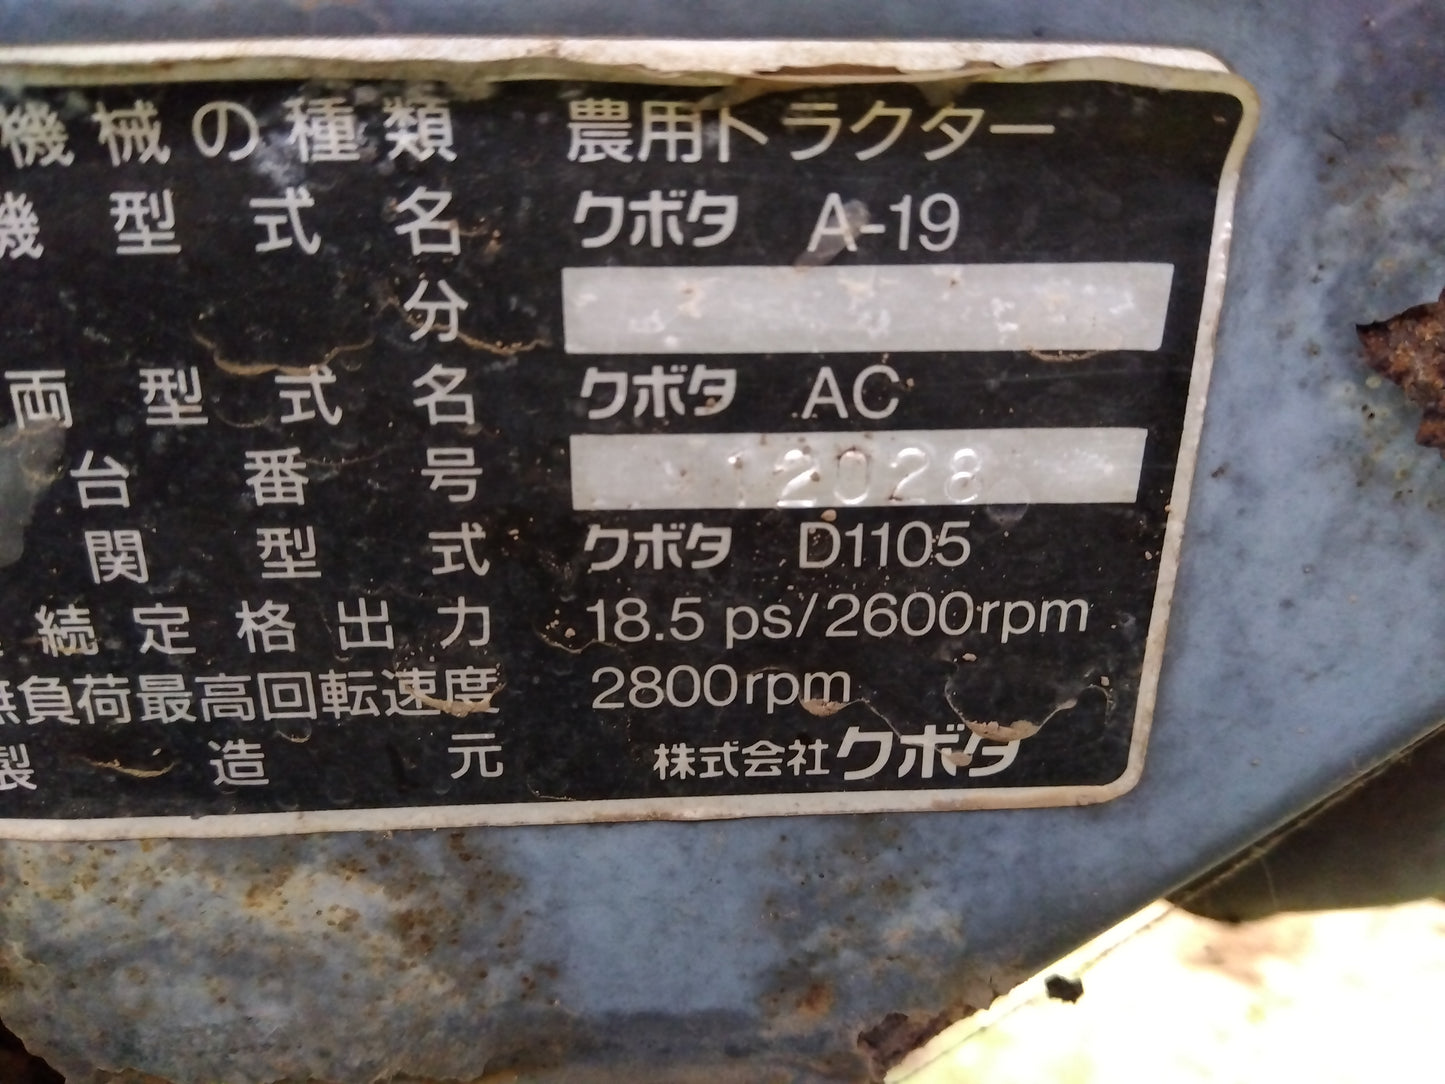 機械の種類 農用トラクター
機型式名 クボタ A-19
分
両型式名 クボタ AC
台番号 12028
関型式 クボタ D1105
続定格出力 18.5 ps/2600rpm
無負荷最高回転速度 2800rpm
製造元 株式会社クボタ